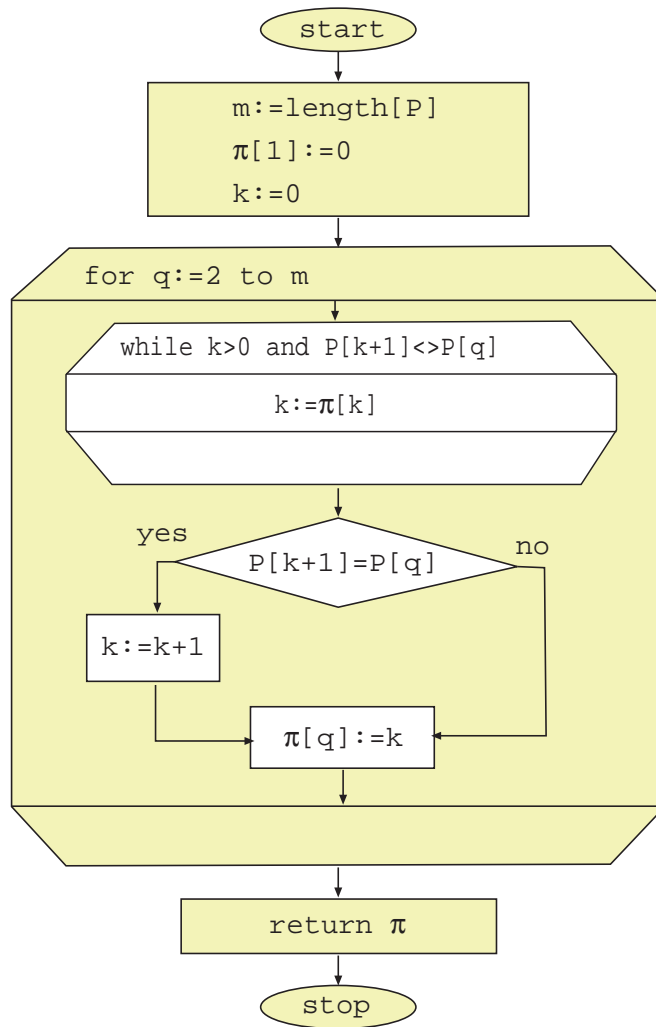 start
m:=length[P]
π[1]:=0
k:=0
for q:=2 to m
while k>0 and P[k+1]<>P[q]
k:=π[k]
yes
P[k+1]=P[q]
no
k:=k+1
π[q]:=k
return π
stop